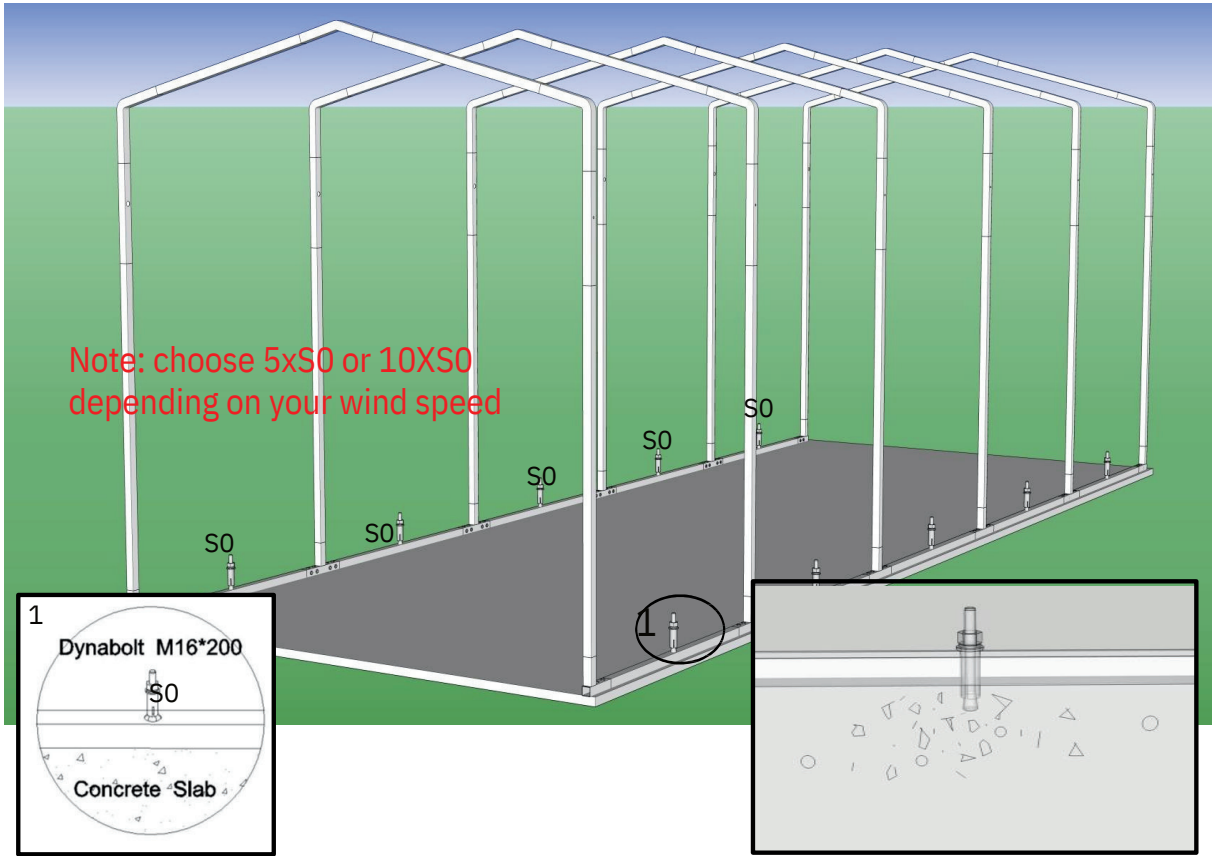 Note: choose 5xS0 or 10XS0
depending on your wind speed
S0
S0
S0
S0
S0
1
1
Dynabolt M16*200
S0
Concrete Slab